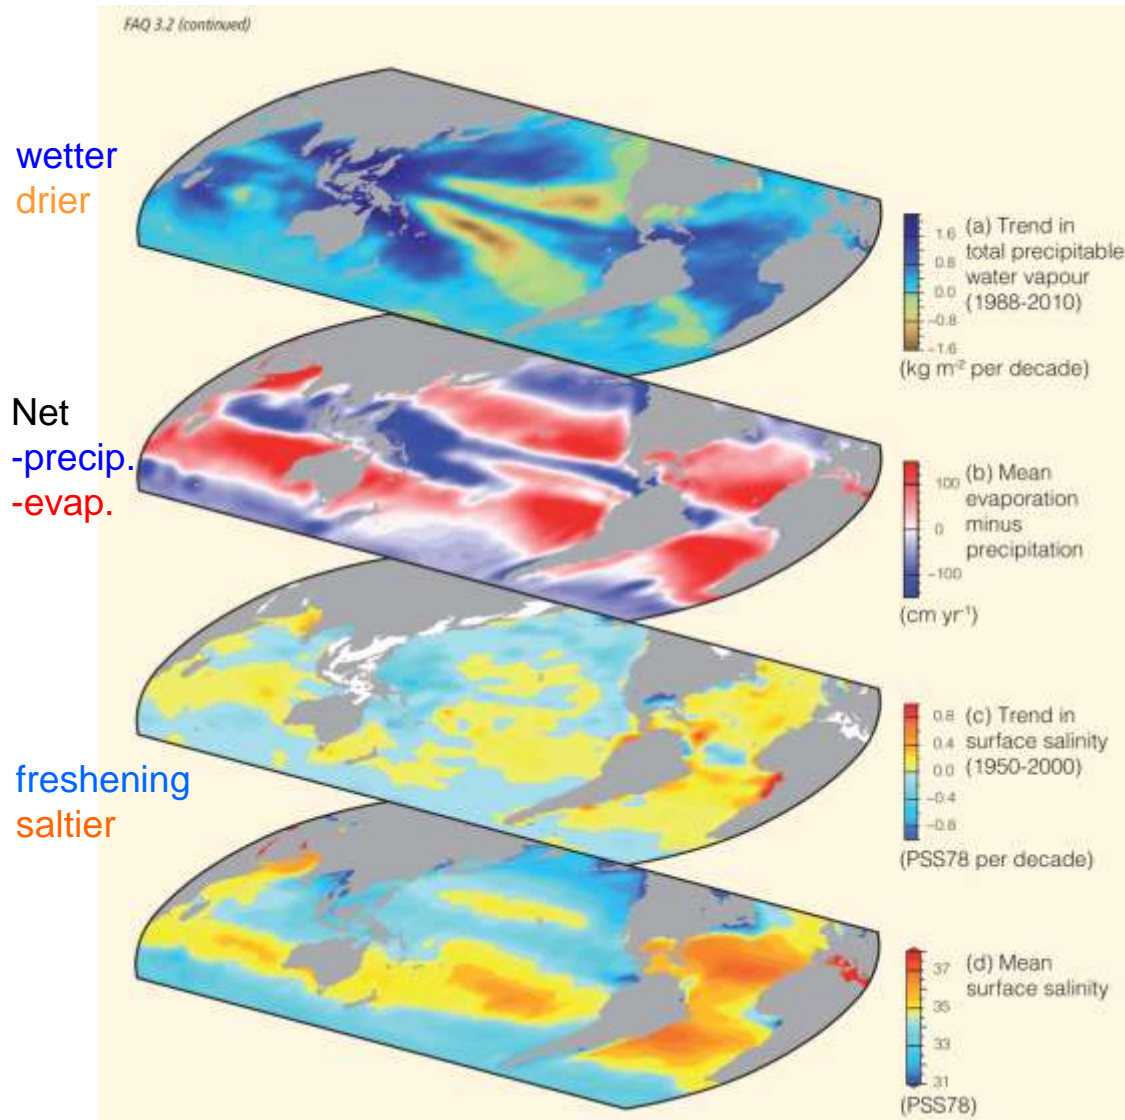 FAQ 3.2 (continued)
wetter
drier
1.6
0.8
0.0
−0.8
−1.6
(a) Trend in
total precipitable
water vapour
(1988-2010)
(kg m⁻² per decade)
Net
-precip.
-evap.
100
0
−100
(b) Mean
evaporation
minus
precipitation
(cm yr⁻¹)
freshening
saltier
0.8
0.4
0.0
−0.4
−0.8
(c) Trend in
surface salinity
(1950-2000)
(PSS78 per decade)
37
35
33
31
(d) Mean
surface salinity
(PSS78)